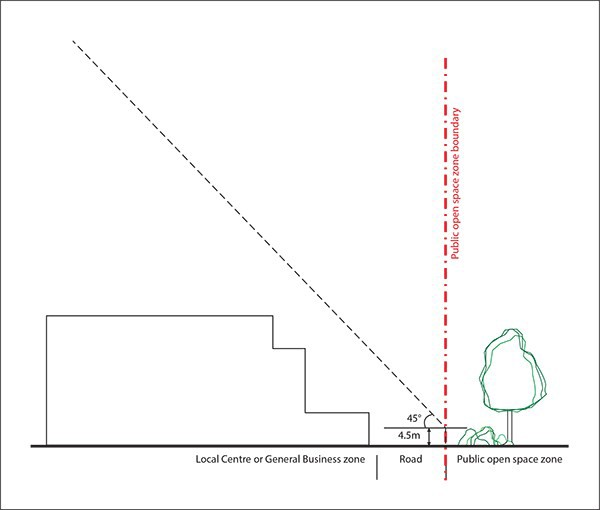 Public open space zone boundary
45°
4.5m
Local Centre or General Business zone
Road
Public open space zone